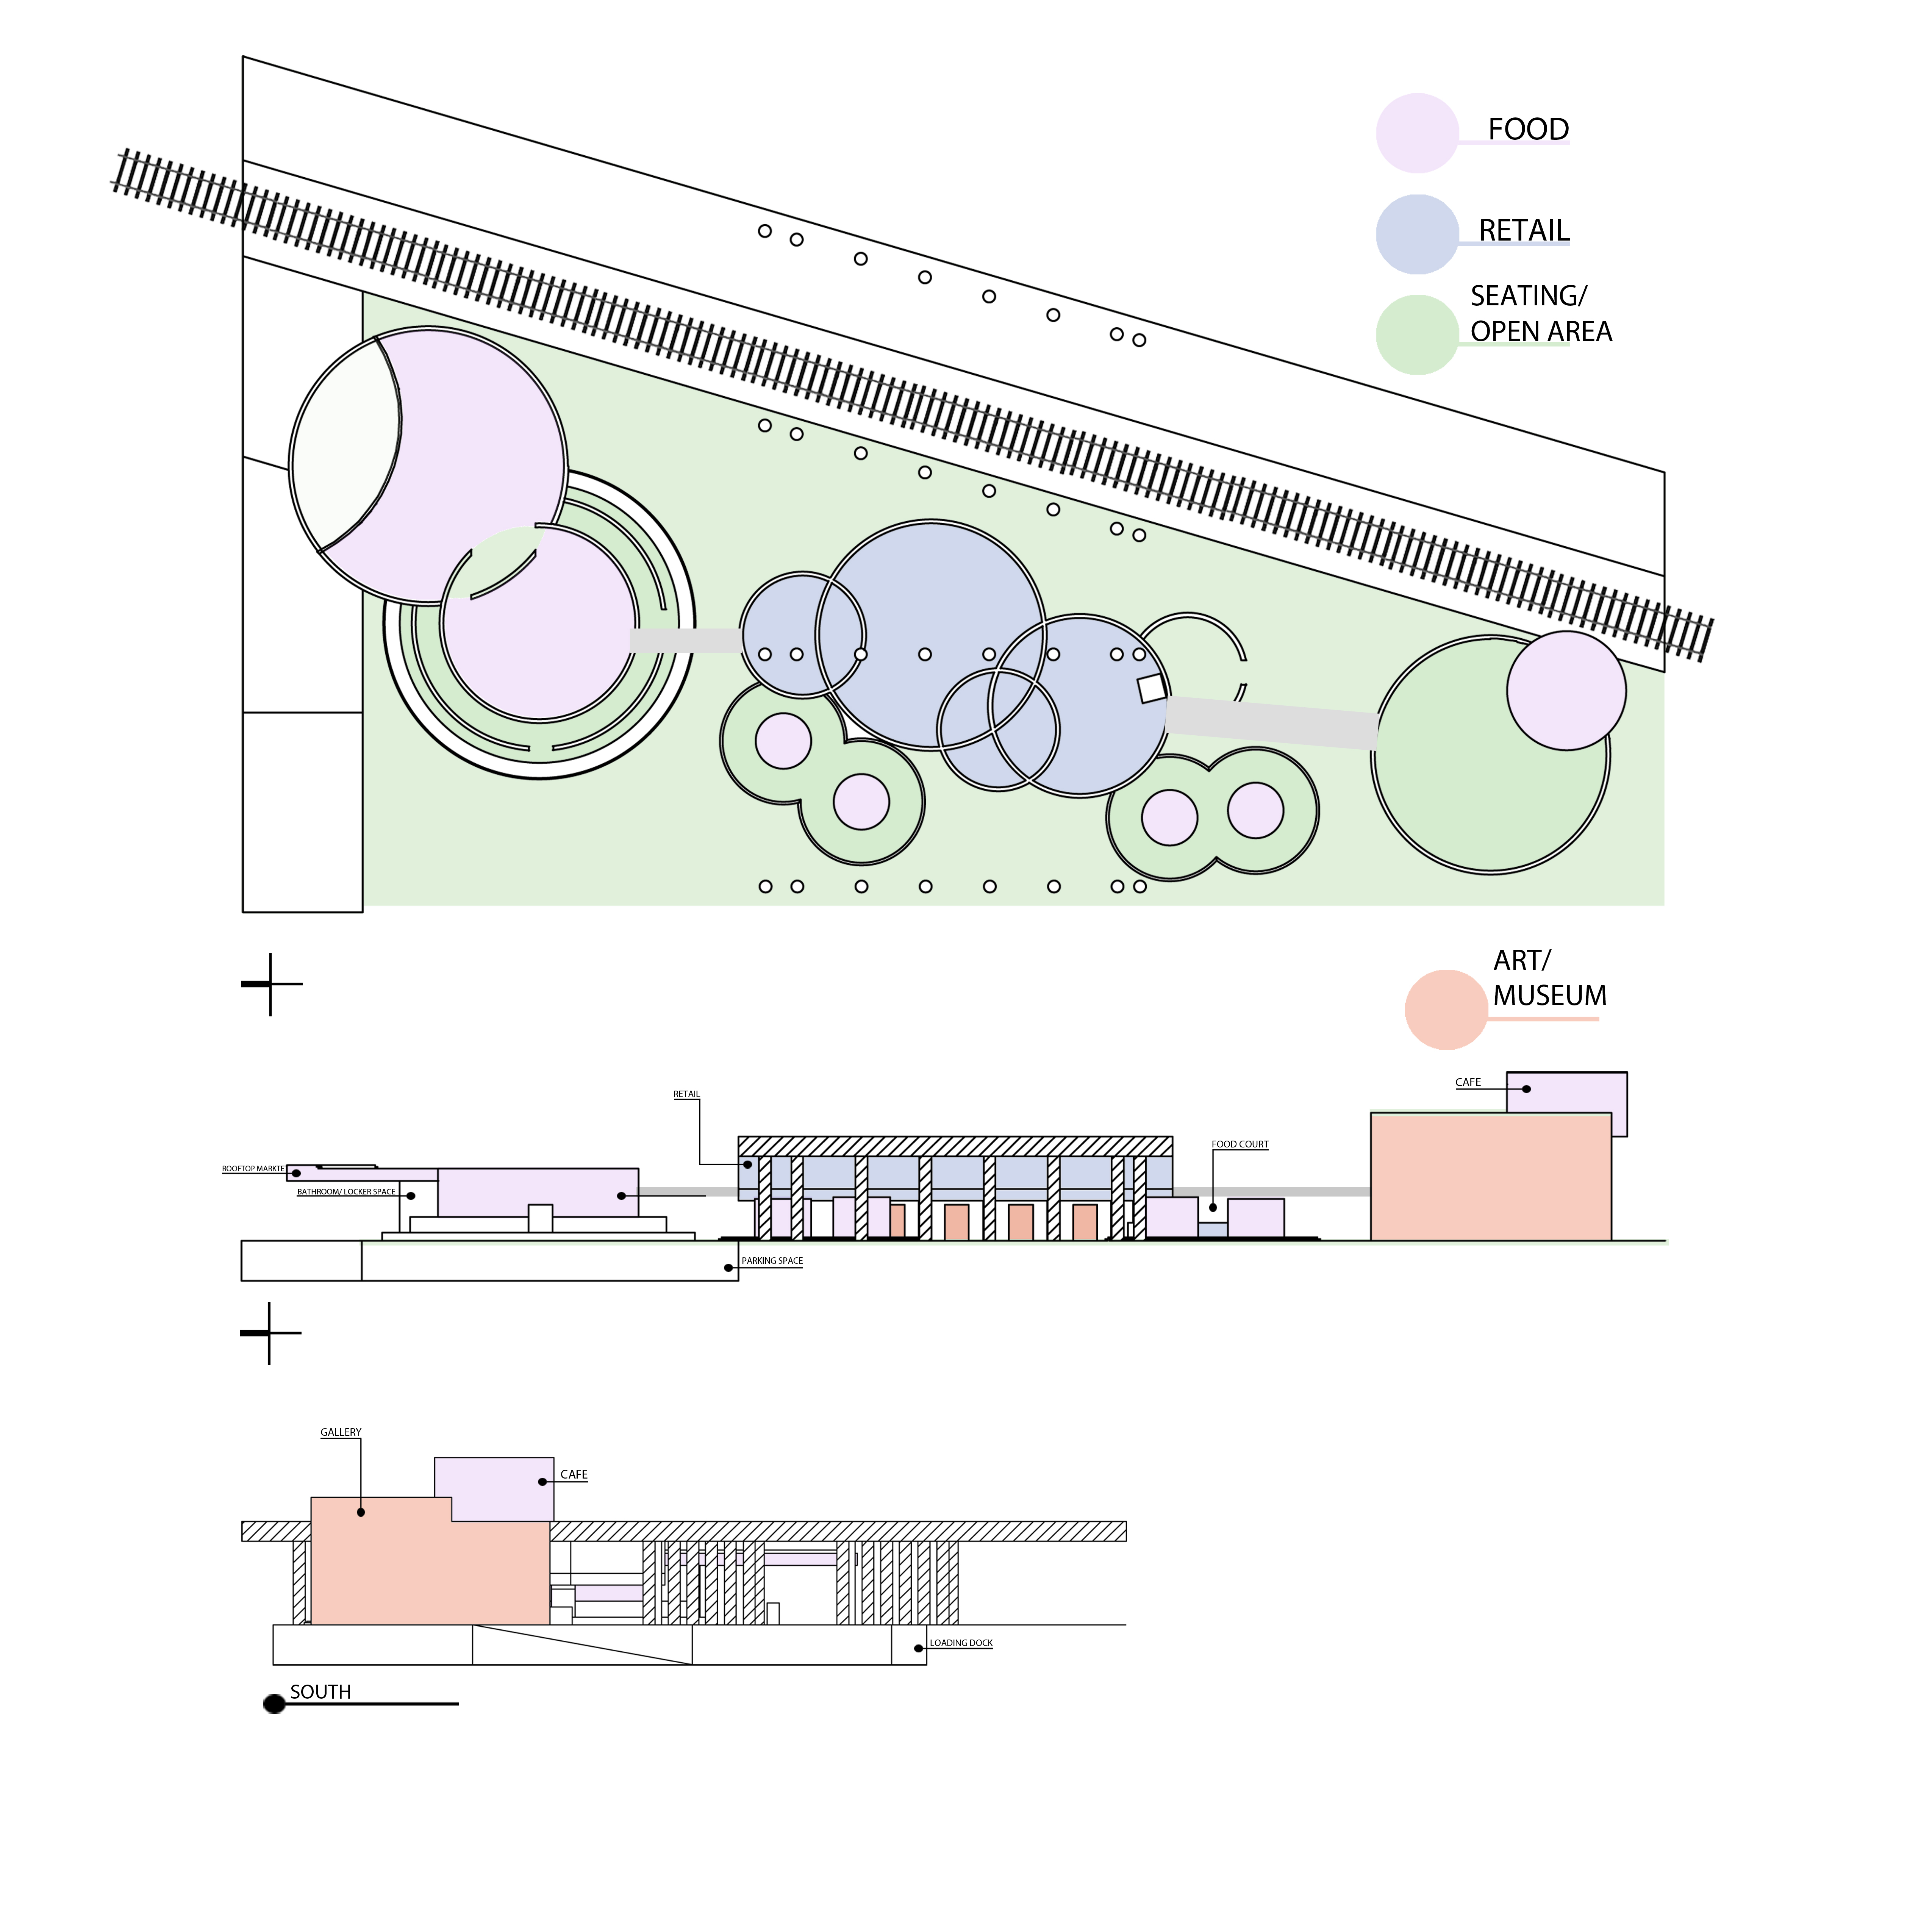 FOOD
RETAIL
SEATING/
OPEN AREA
ART/
MUSEUM
CAFE
RETAIL
FOOD COURT
ROOFTOP MARKTET
BATHROOM/ LOCKER SPACE
PARKING SPACE
GALLERY
CAFE
LOADING DOCK
SOUTH